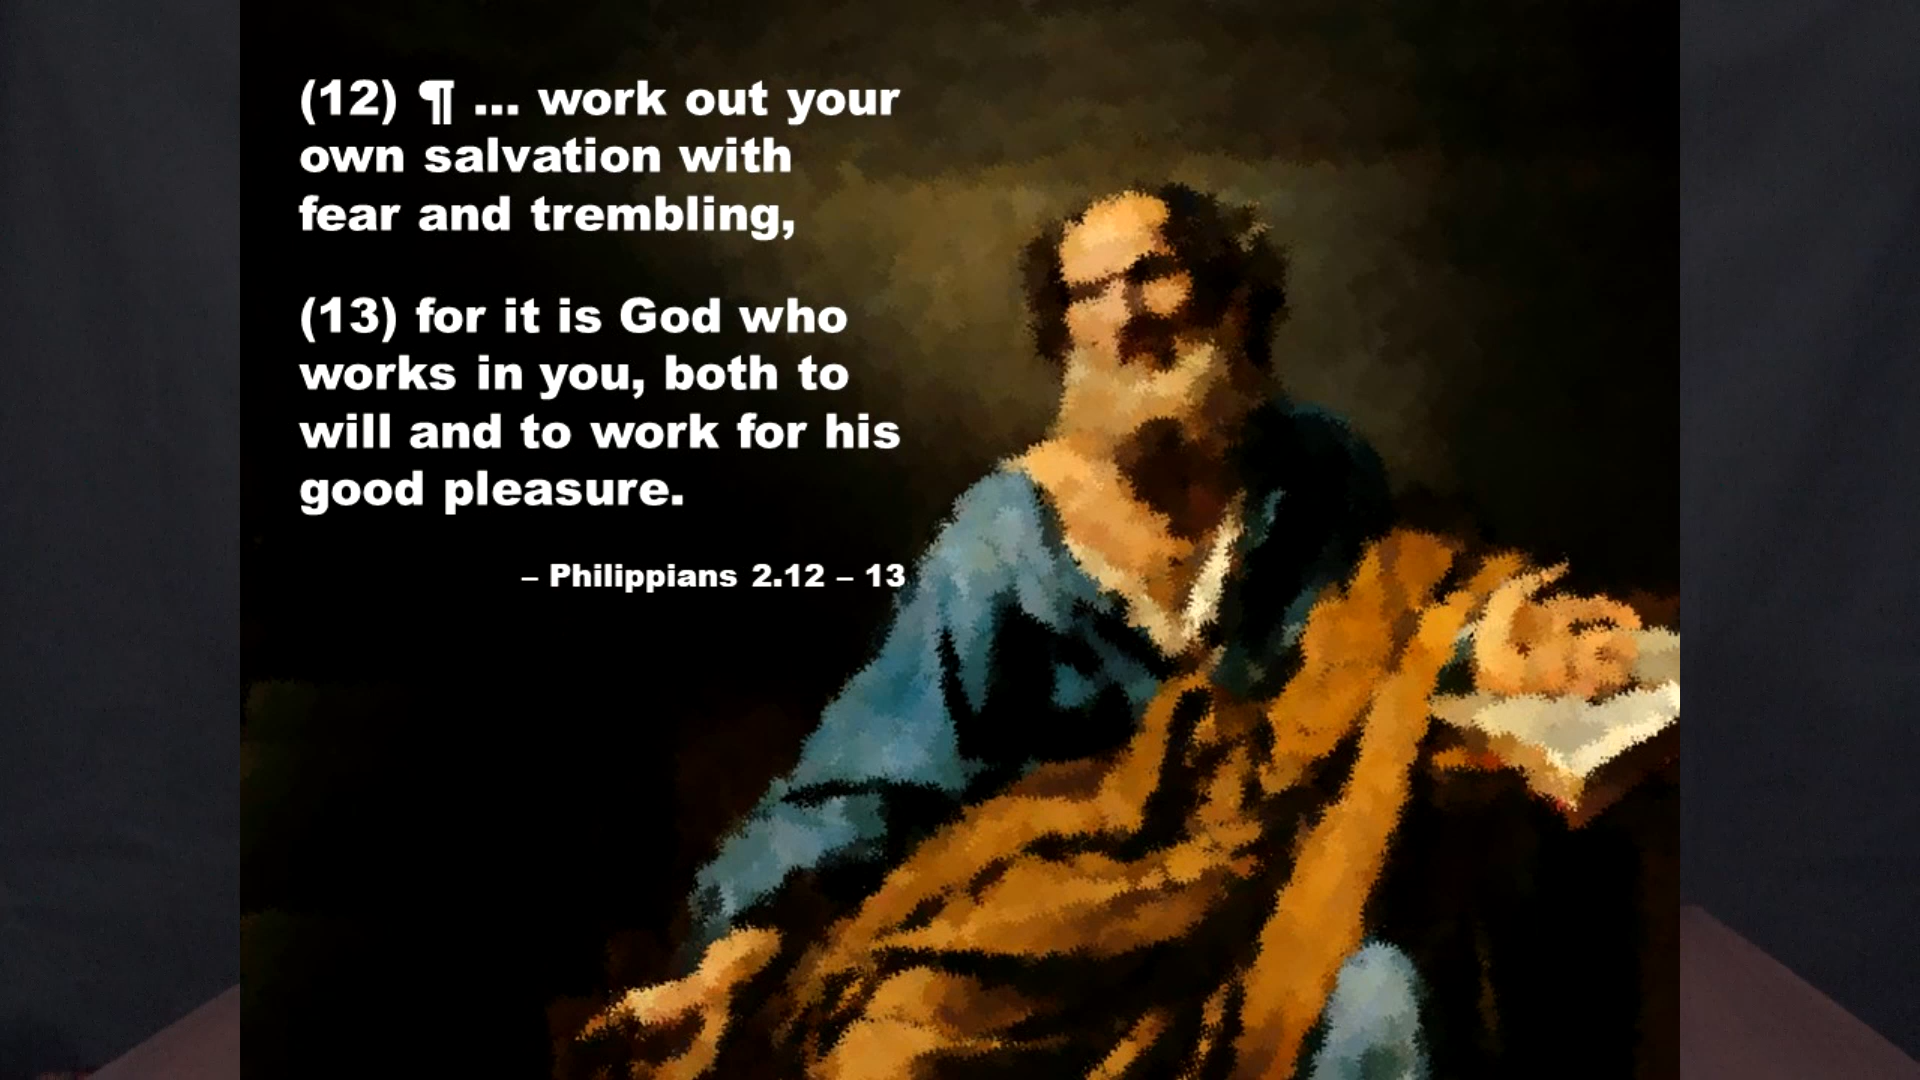 (12) ¶ ... work out your
own salvation with
fear and trembling,
(13) for it is God who
works in you, both to
will and to work for his
good pleasure.
– Philippians 2.12 – 13